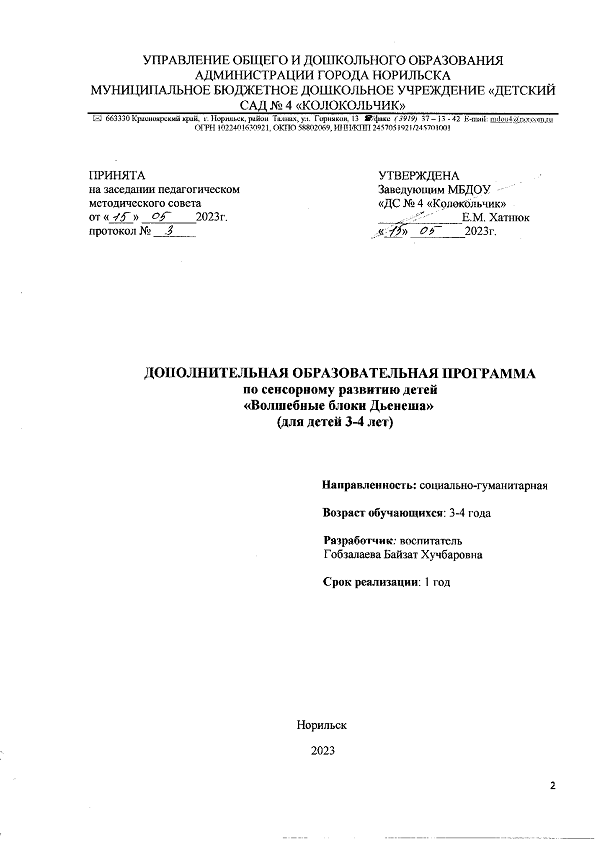 УПРАВЛЕНИЕ ОБЩЕГО И ДОШКОЛЬНОГО ОБРАЗОВАНИЯ
АДМИНИСТРАЦИИ ГОРОДА НОРИЛЬСКА
МУНИЦИПАЛЬНОЕ БЮДЖЕТНОЕ ДОШКОЛЬНОЕ УЧРЕЖДЕНИЕ «ДЕТСКИЙ
САД № 4 «КОЛОКОЛЬЧИК»
663330 Красноярский край, г. Норильск, район Талнах, ул. Горняков, 13 факс (3919) 37 – 13 - 42 E-mail:
ОГРН 1022401630921, ОКПО 58802069, ИНН/КПП 2457051921/245701001
ПРИНЯТА
на заседании педагогическом
методического совета
от «15» 05 2023г.
протокол № 3
УТВЕРЖДЕНА
Заведующим МБДОУ
«ДС № 4 «Колокольчик»
Е.М. Хатнюк
«15» 05 2023г.
ДОПОЛНИТЕЛЬНАЯ ОБРАЗОВАТЕЛЬНАЯ ПРОГРАММА
по сенсорному развитию детей
«Волшебные блоки Дьенеша»
(для детей 3-4 лет)
Направленность: социально-гуманитарная
Возраст обучающихся: 3-4 года
Разработчик: воспитатель
Гобзалаева Байзат Хучбаровна
Срок реализации: 1 год
Норильск
2023
2